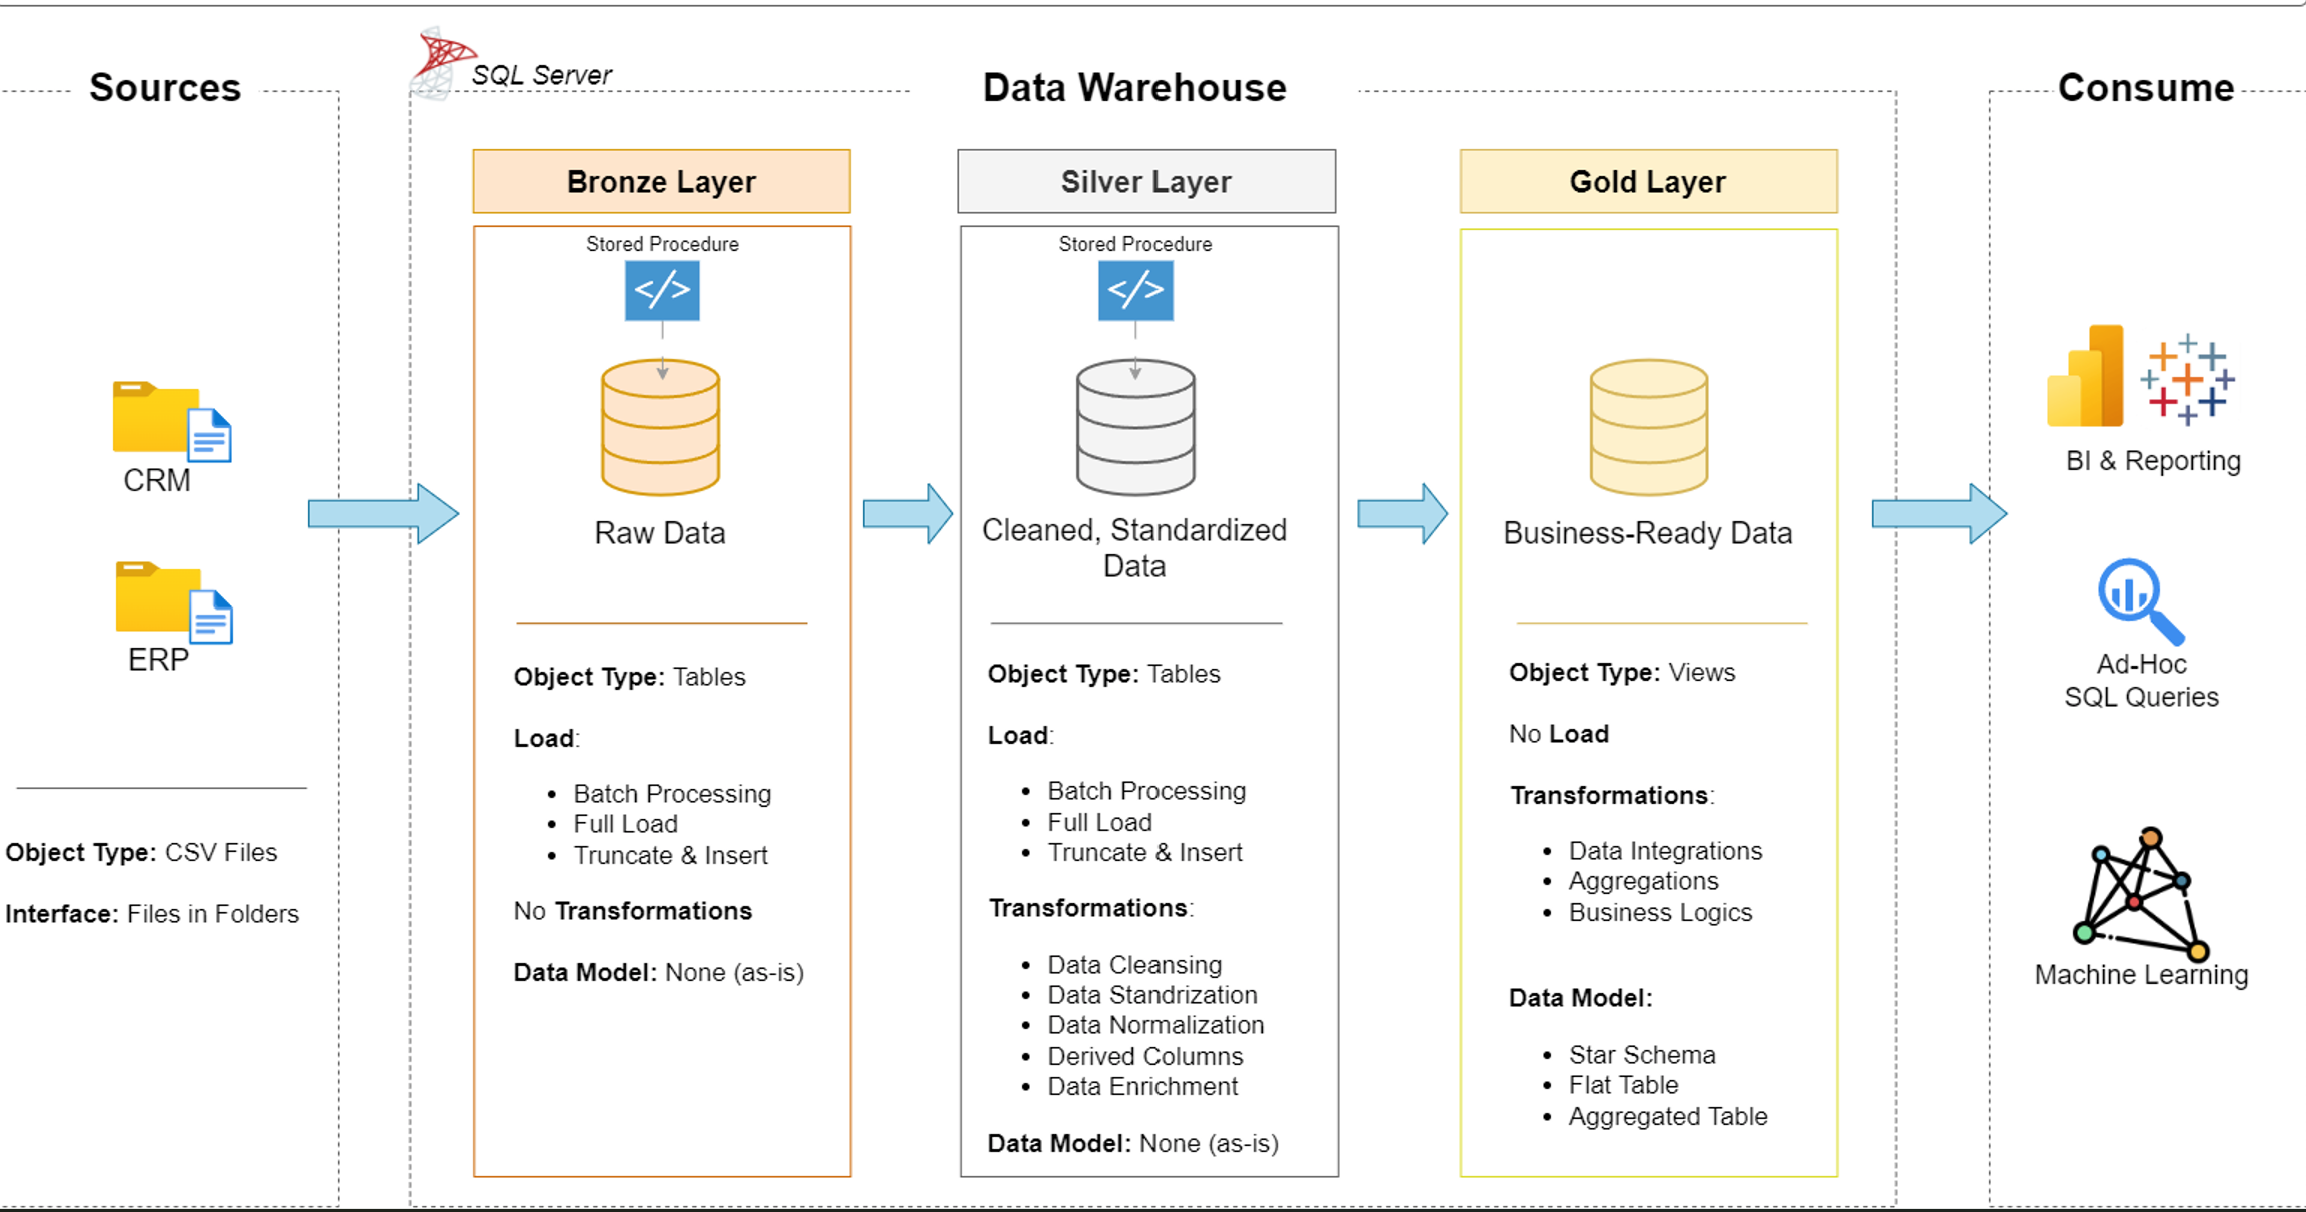 Sources
CRM
ERP
Object Type: CSV Files
Interface: Files in Folders
SQL Server
Data Warehouse
Bronze Layer
Stored Procedure
</>
Raw Data
Object Type: Tables
Load:
• Batch Processing
• Full Load
• Truncate & Insert
No Transformations
Data Model: None (as-is)
Silver Layer
Stored Procedure
</>
Cleaned, Standardized
Data
Object Type: Tables
Load:
• Batch Processing
• Full Load
• Truncate & Insert
Transformations:
• Data Cleansing
• Data Standrization
• Data Normalization
• Derived Columns
• Data Enrichment
Data Model: None (as-is)
Gold Layer
Business-Ready Data
Object Type: Views
No Load
Transformations:
• Data Integrations
• Aggregations
• Business Logics
Data Model:
• Star Schema
• Flat Table
• Aggregated Table
Consume
BI & Reporting
Ad-Hoc
SQL Queries
Machine Learning